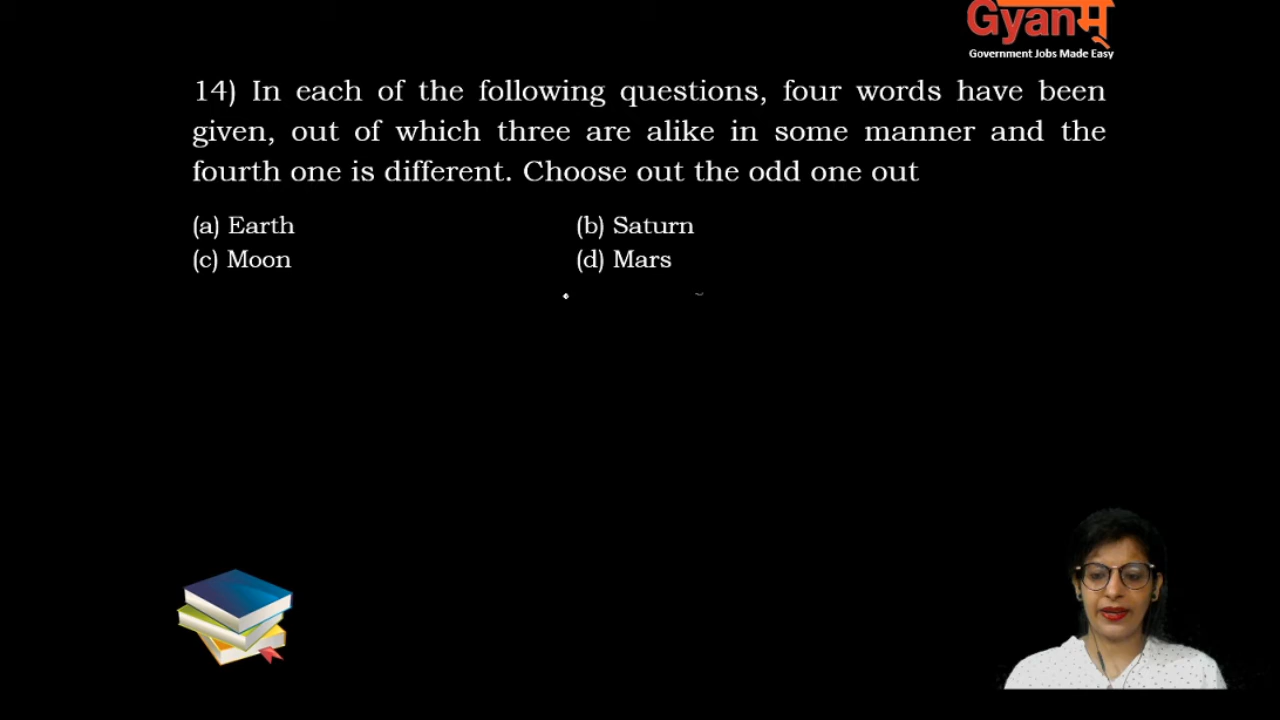 Gyanम्
Government Jobs Made Easy
14) In each of the following questions, four words have been
given, out of which three are alike in some manner and the
fourth one is different. Choose out the odd one out
(a) Earth (b) Saturn
(c) Moon (d) Mars